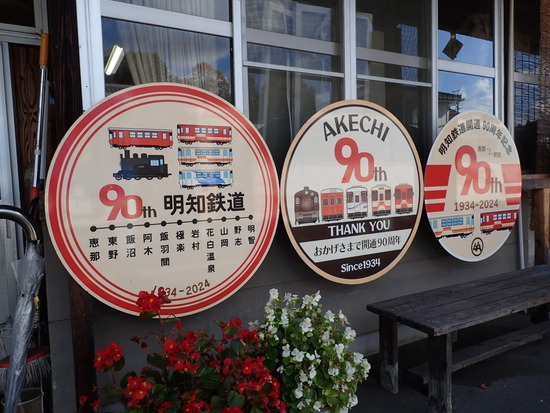 90th 明知鉄道
恵那
東野
飯沼
阿木
飯羽間
極楽
岩村
花白温泉
山岡
野志
明智
1934-2024
AKECHI
90th
THANK YOU
おかげさまで開通90周年
Since1934
明知鉄道開通 90周年記念
90th
1934-2024